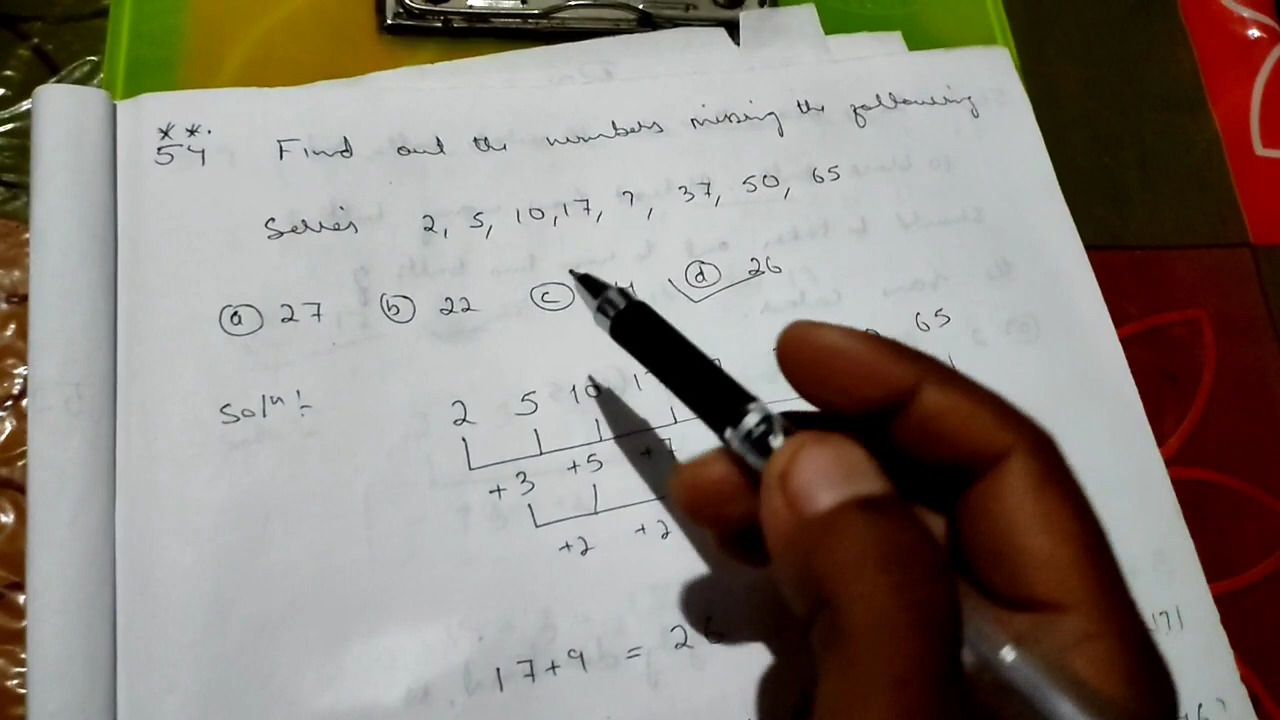 **.
54 Find out the numbers missing the following
Series 2, 5, 10, 17, ?, 37, 50, 65
(a) 27 (b) 22 (c) (d) 26
Soln:-
2 5 10 65
+3 +5 +7
+2 +2
17+9 = 26